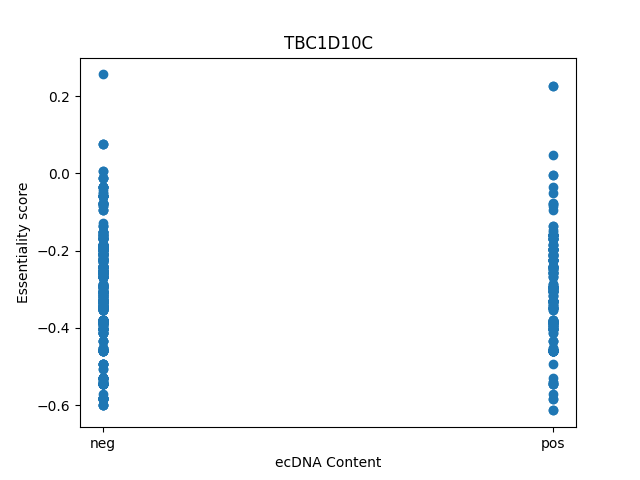 TBC1D10C
Essentiality score
0.2
0.0
−0.2
−0.4
−0.6
neg
pos
ecDNA Content